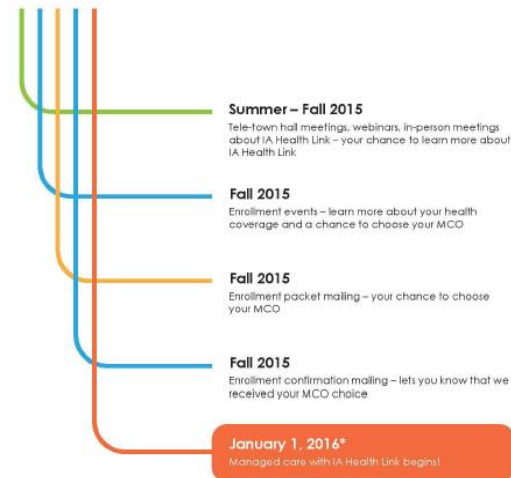 Summer – Fall 2015
Tele-town hall meetings, webinars, in-person meetings
about IA Health Link – your chance to learn more about
IA Health Link
Fall 2015
Enrollment events – learn more about your health
coverage and a chance to choose your MCO
Fall 2015
Enrollment packet mailing – your chance to choose
your MCO
Fall 2015
Enrollment confirmation mailing – lets you know that we
received your MCO choice
January 1, 2016*
Managed care with IA Health Link begins!